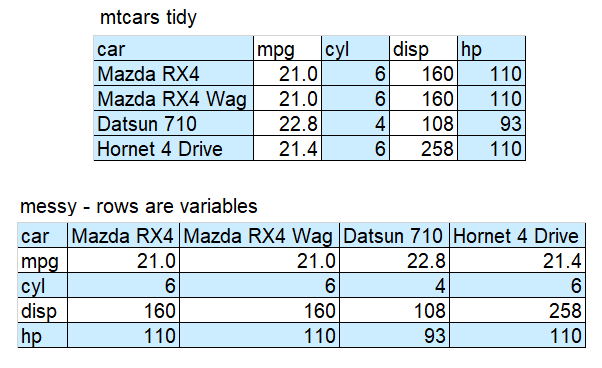 mtcars tidy
car mpg cyl disp hp
Mazda RX4 21.0 6 160 110
Mazda RX4 Wag 21.0 6 160 110
Datsun 710 22.8 4 108 93
Hornet 4 Drive 21.4 6 258 110
messy - rows are variables
car Mazda RX4 Mazda RX4 Wag Datsun 710 Hornet 4 Drive
mpg 21.0 21.0 22.8 21.4
cyl 6 6 4 6
disp 160 160 108 258
hp 110 110 93 110